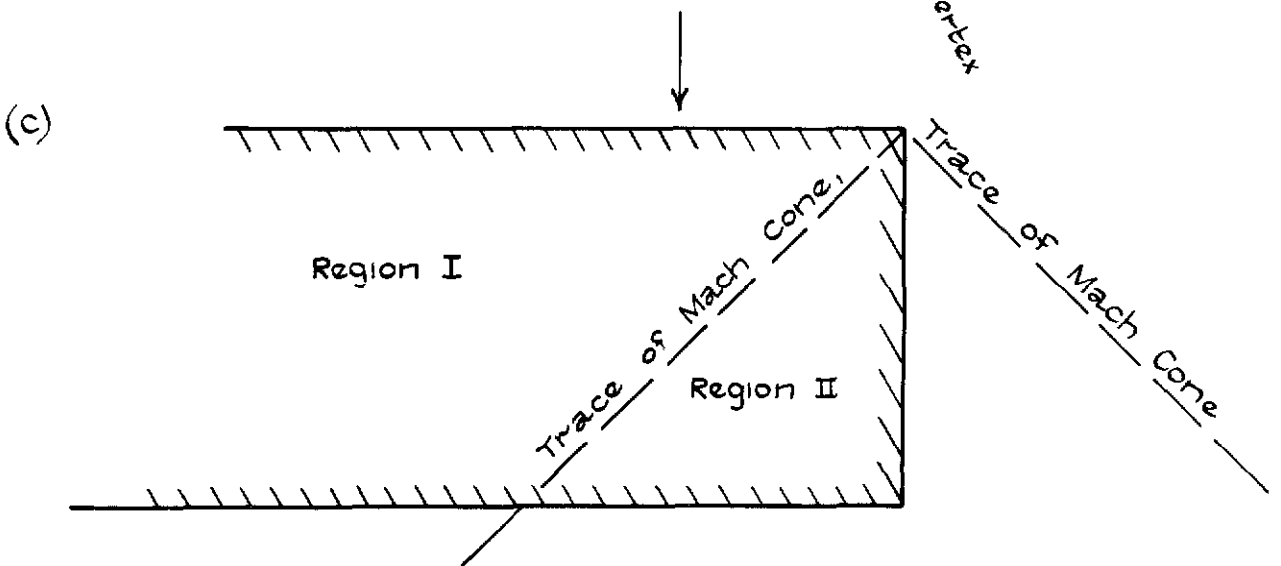 (c)
Trace of Mach Cone,
Trace of Mach Cone
Region I
Region II